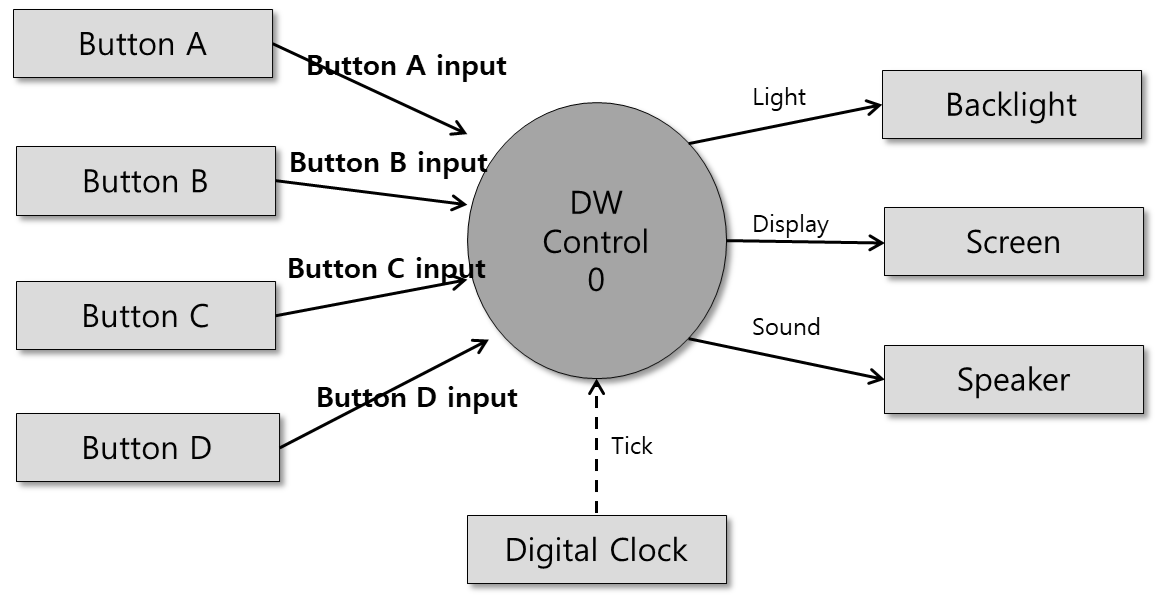 Button A
Button A input
Light
Backlight
Button B
Button B input
DW
Control
0
Display
Screen
Button C
Button C input
Sound
Speaker
Button D
Button D input
Tick
Digital Clock